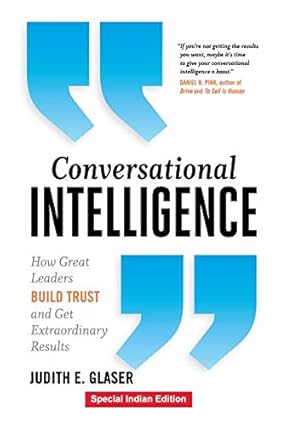 "If you're not getting the results
you want, maybe it's time
to give your conversational
intelligence a boost."
DANIEL H. PINK, author of
Drive and To Sell Is Human
Conversational
INTELLIGENCE
How Great
Leaders
BUILD TRUST
and Get
Extraordinary
Results
JUDITH E. GLASER
Special Indian Edition